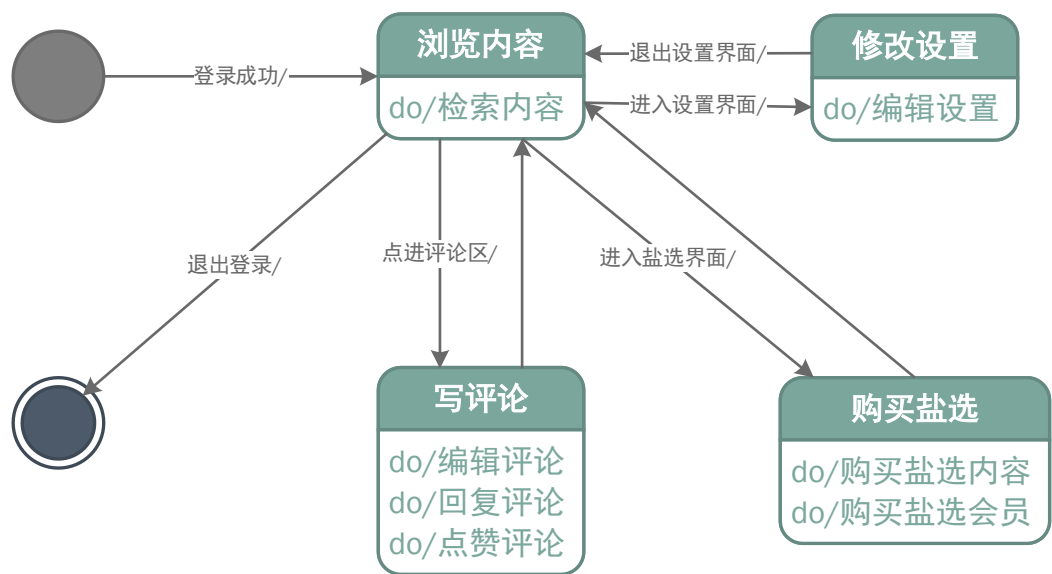 浏览内容
do/检索内容
修改设置
do/编辑设置
登录成功/
退出设置界面/
进入设置界面/
退出登录/
点进评论区/
进入盐选界面/
写评论
do/编辑评论
do/回复评论
do/点赞评论
购买盐选
do/购买盐选内容
do/购买盐选会员